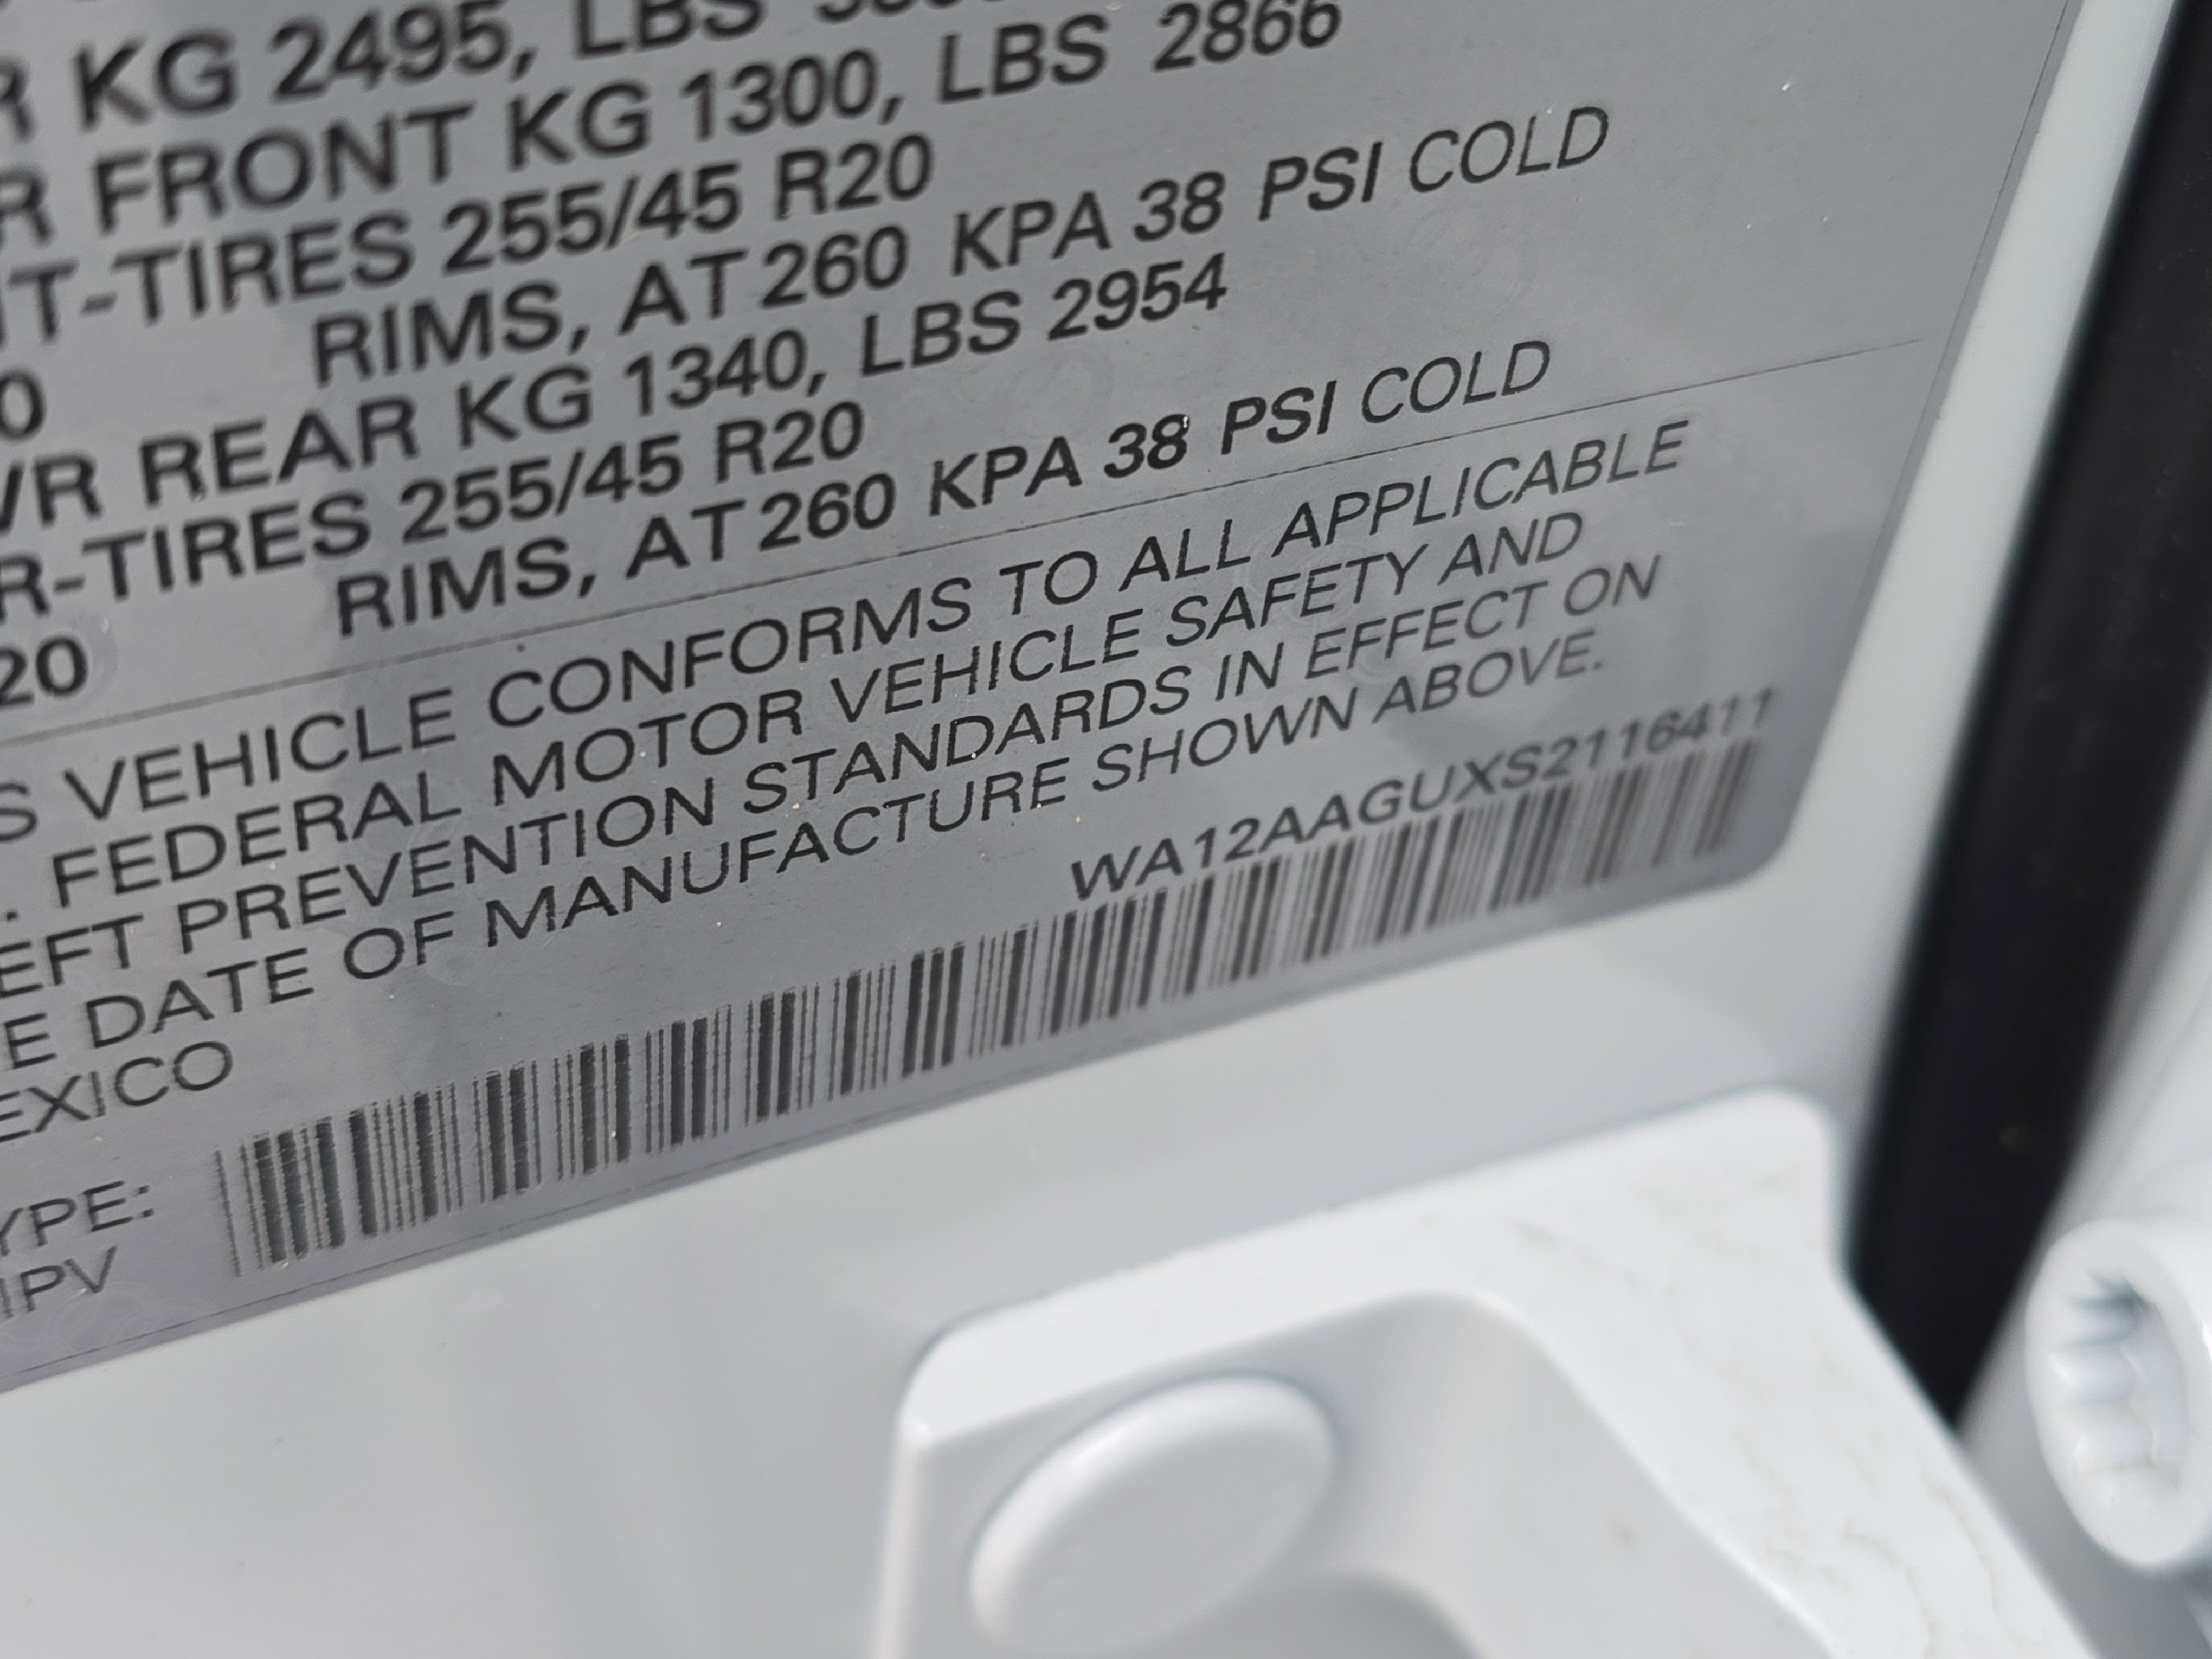 R KG 2495, LBS
R FRONT KG 1300, LBS 2866
T-TIRES 255/45 R20
0 RIMS, AT 260 KPA 38 PSI COLD
VR REAR KG 1340, LBS 2954
R-TIRES 255/45 R20
20 RIMS, AT 260 KPA 38 PSI COLD
S VEHICLE CONFORMS TO ALL APPLICABLE
. FEDERAL MOTOR VEHICLE SAFETY AND
EFT PREVENTION STANDARDS IN EFFECT ON
E DATE OF MANUFACTURE SHOWN ABOVE.
EXICO
WA12AAGUXS2116411
YPE:
MPV